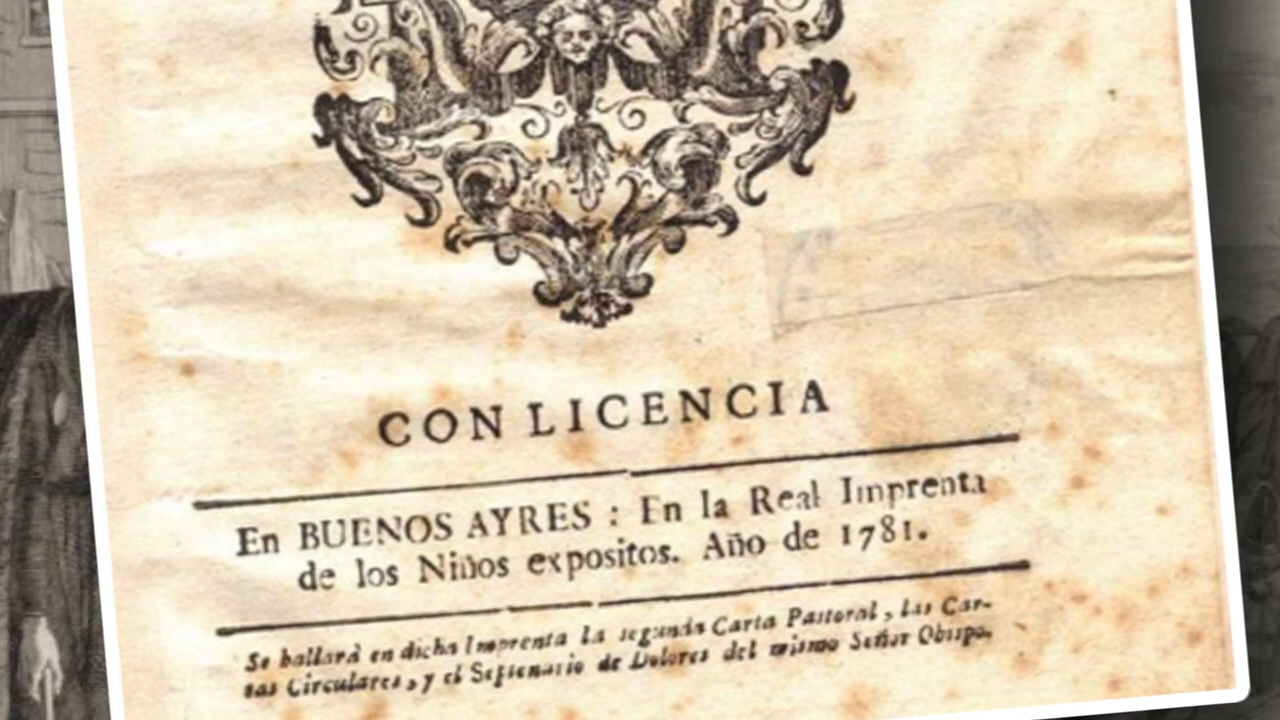 CON LICENCIA
En BUENOS AYRES : En la Real Imprenta
de los Niños expositos. Año de 1781.
Se hallarà en dicha Imprenta la segunda Carta Pastoral , las Car-
tas Circulares , y el Septenario de Dolores del mismo Señor Obispo.